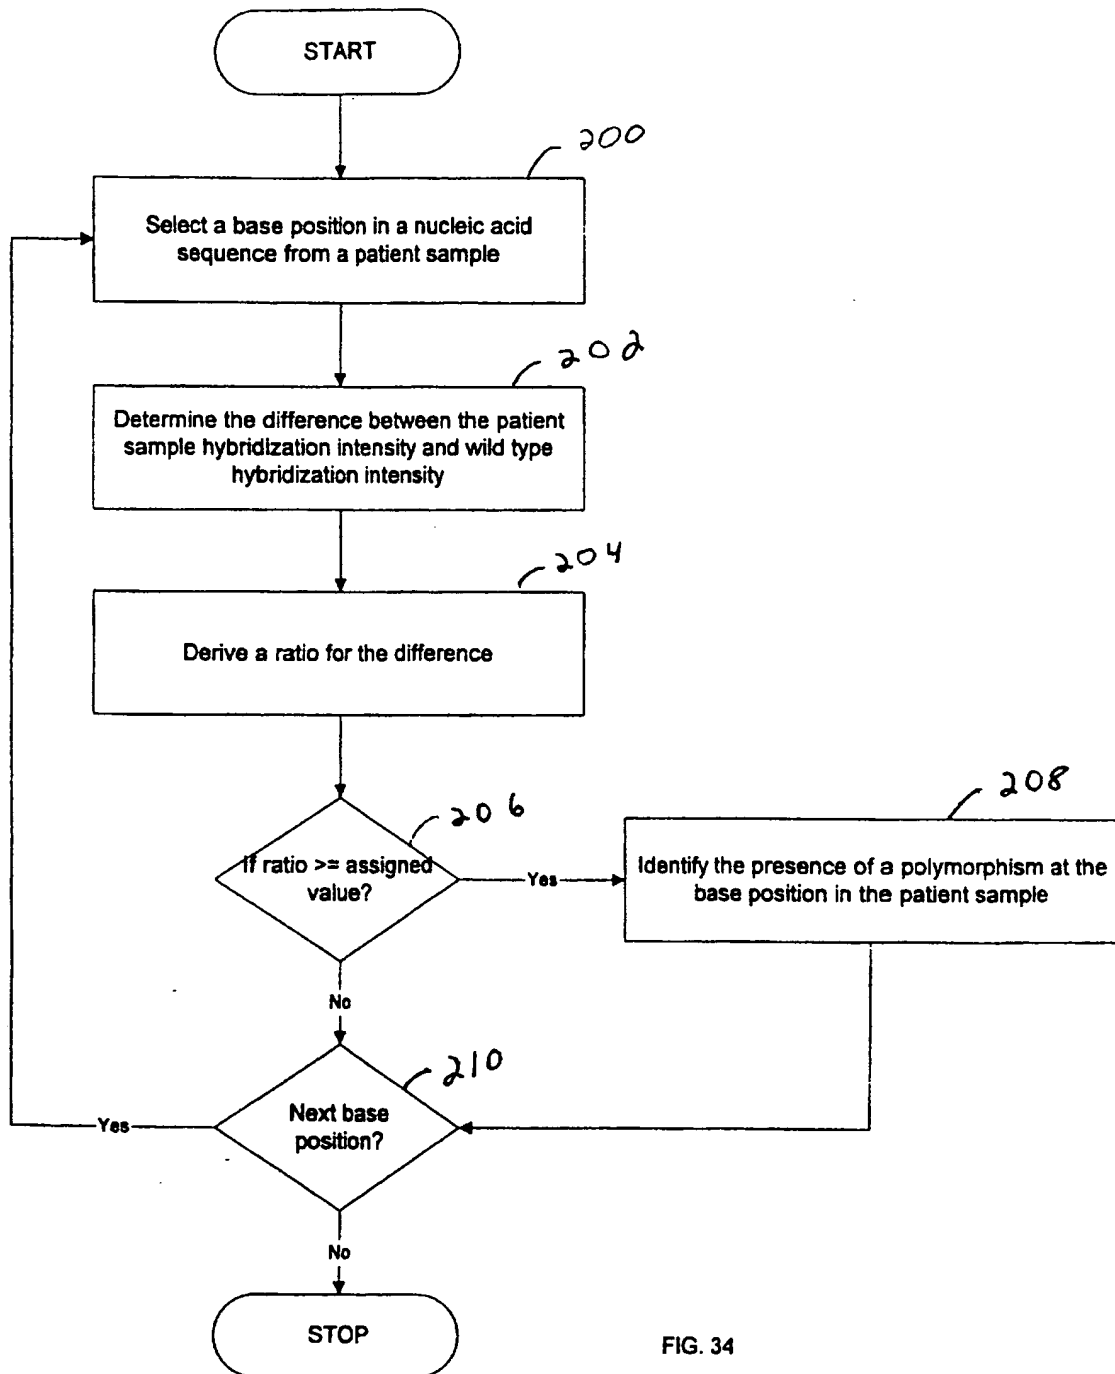 START
200
Select a base position in a nucleic acid
sequence from a patient sample
202
Determine the difference between the patient
sample hybridization intensity and wild type
hybridization intensity
204
Derive a ratio for the difference
206
If ratio >= assigned
value?
Yes
208
Identify the presence of a polymorphism at the
base position in the patient sample
No
210
Next base
position?
Yes
No
STOP
FIG. 34